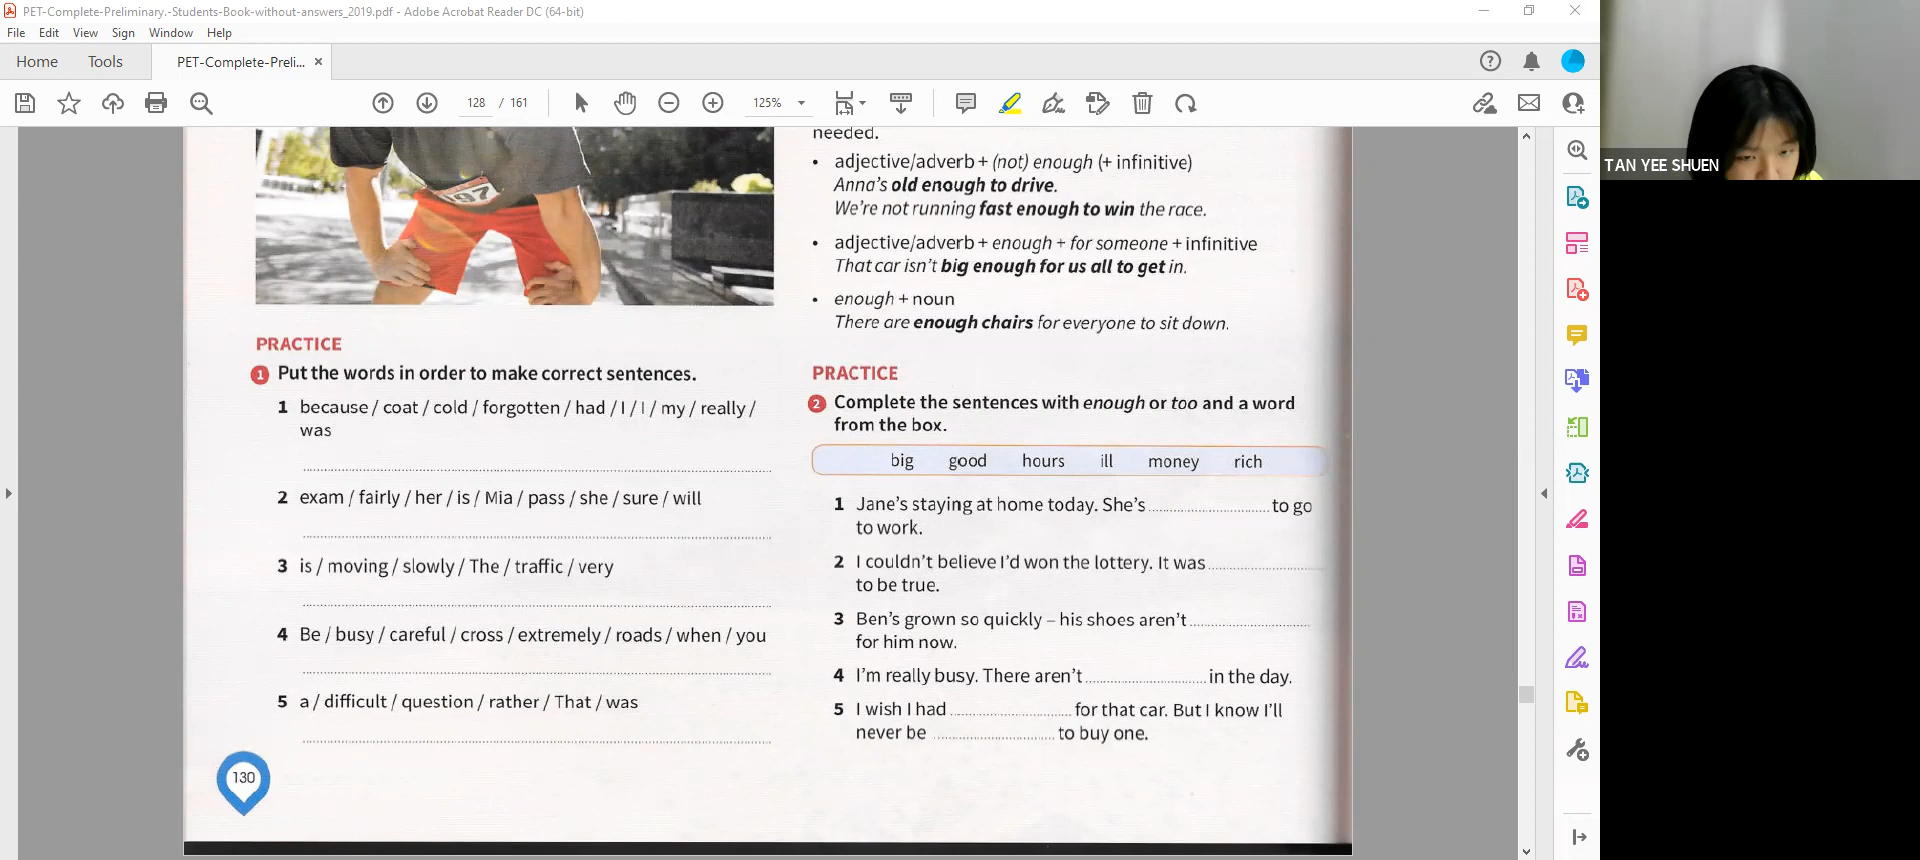 PET-Complete-Preliminary.-Students-Book-without-answers_2019.pdf - Adobe Acrobat Reader DC (64-bit)
File Edit View Sign Window Help
Home Tools PET-Complete-Preli... ×
128 / 161 125%
TAN YEE SHUEN
197
PRACTICE
1 Put the words in order to make correct sentences.
1 because / coat / cold / forgotten / had / I / I / my / really /
was
2 exam / fairly / her / is / Mia / pass / she / sure / will
3 is / moving / slowly / The / traffic / very
4 Be / busy / careful / cross / extremely / roads / when / you
5 a / difficult / question / rather / That / was
130
needed.
• adjective/adverb + (not) enough (+ infinitive)
Anna's old enough to drive.
We're not running fast enough to win the race.
• adjective/adverb + enough + for someone + infinitive
That car isn't big enough for us all to get in.
• enough + noun
There are enough chairs for everyone to sit down.
PRACTICE
2 Complete the sentences with enough or too and a word
from the box.
big good hours ill money rich
1 Jane's staying at home today. She's ........................ to go
to work.
2 I couldn't believe I'd won the lottery. It was ........................
to be true.
3 Ben's grown so quickly – his shoes aren't ........................
for him now.
4 I'm really busy. There aren't ........................ in the day.
5 I wish I had ........................ for that car. But I know I'll
never be ........................ to buy one.